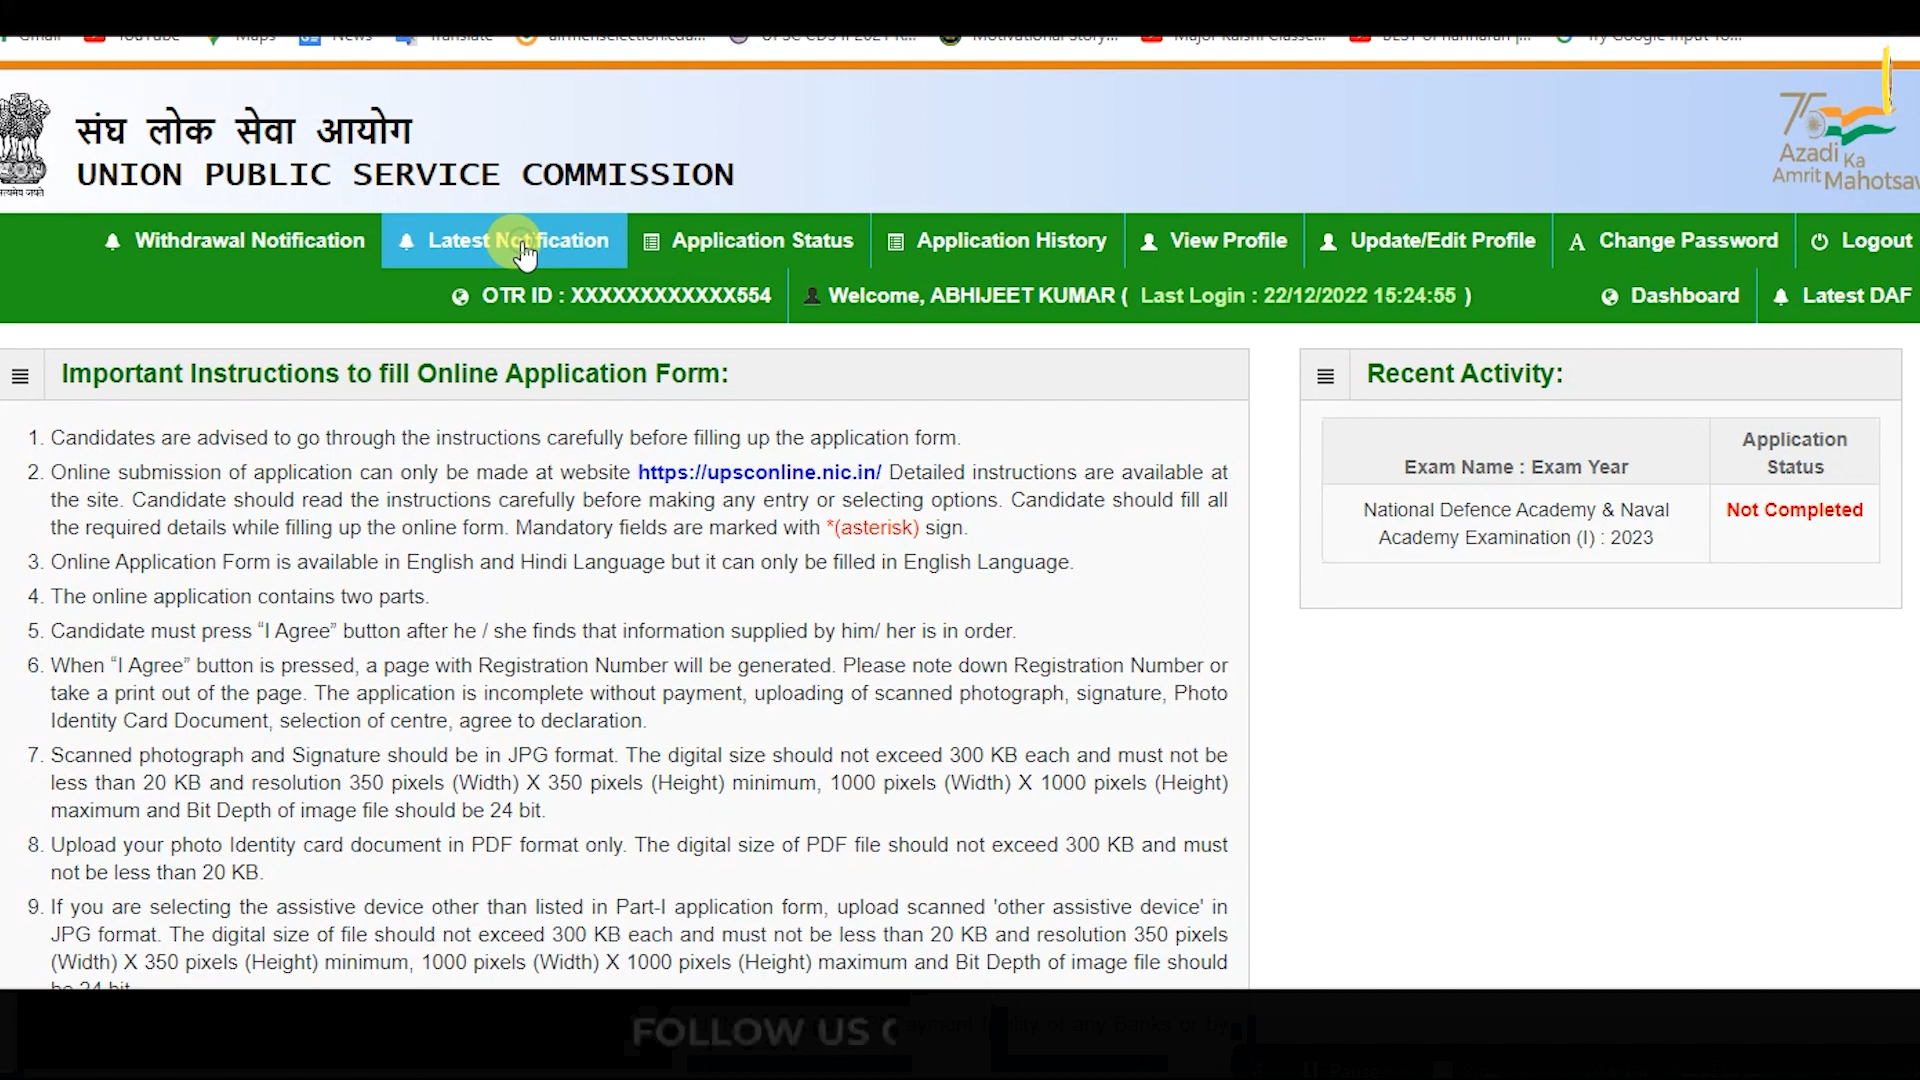 संघ लोक सेवा आयोग
UNION PUBLIC SERVICE COMMISSION
75
Azadi Ka
Amrit Mahotsav
Withdrawal Notification
Latest Notification
Application Status
Application History
View Profile
Update/Edit Profile
Change Password
Logout
OTR ID : XXXXXXXXXXXX554
Welcome, ABHIJEET KUMAR ( Last Login : 22/12/2022 15:24:55 )
Dashboard
Latest DAF
Important Instructions to fill Online Application Form:
1. Candidates are advised to go through the instructions carefully before filling up the application form.
2. Online submission of application can only be made at website https://upsconline.nic.in/ Detailed instructions are available at
the site. Candidate should read the instructions carefully before making any entry or selecting options. Candidate should fill all
the required details while filling up the online form. Mandatory fields are marked with *(asterisk) sign.
3. Online Application Form is available in English and Hindi Language but it can only be filled in English Language.
4. The online application contains two parts.
5. Candidate must press “I Agree” button after he / she finds that information supplied by him/ her is in order.
6. When “I Agree” button is pressed, a page with Registration Number will be generated. Please note down Registration Number or
take a print out of the page. The application is incomplete without payment, uploading of scanned photograph, signature, Photo
Identity Card Document, selection of centre, agree to declaration.
7. Scanned photograph and Signature should be in JPG format. The digital size should not exceed 300 KB each and must not be
less than 20 KB and resolution 350 pixels (Width) X 350 pixels (Height) minimum, 1000 pixels (Width) X 1000 pixels (Height)
maximum and Bit Depth of image file should be 24 bit.
8. Upload your photo Identity card document in PDF format only. The digital size of PDF file should not exceed 300 KB and must
not be less than 20 KB.
9. If you are selecting the assistive device other than listed in Part-I application form, upload scanned 'other assistive device' in
JPG format. The digital size of file should not exceed 300 KB each and must not be less than 20 KB and resolution 350 pixels
(Width) X 350 pixels (Height) minimum, 1000 pixels (Width) X 1000 pixels (Height) maximum and Bit Depth of image file should
be 24 bit
Recent Activity:
Exam Name : Exam Year
Application
Status
National Defence Academy & Naval
Academy Examination (I) : 2023
Not Completed
FOLLOW US